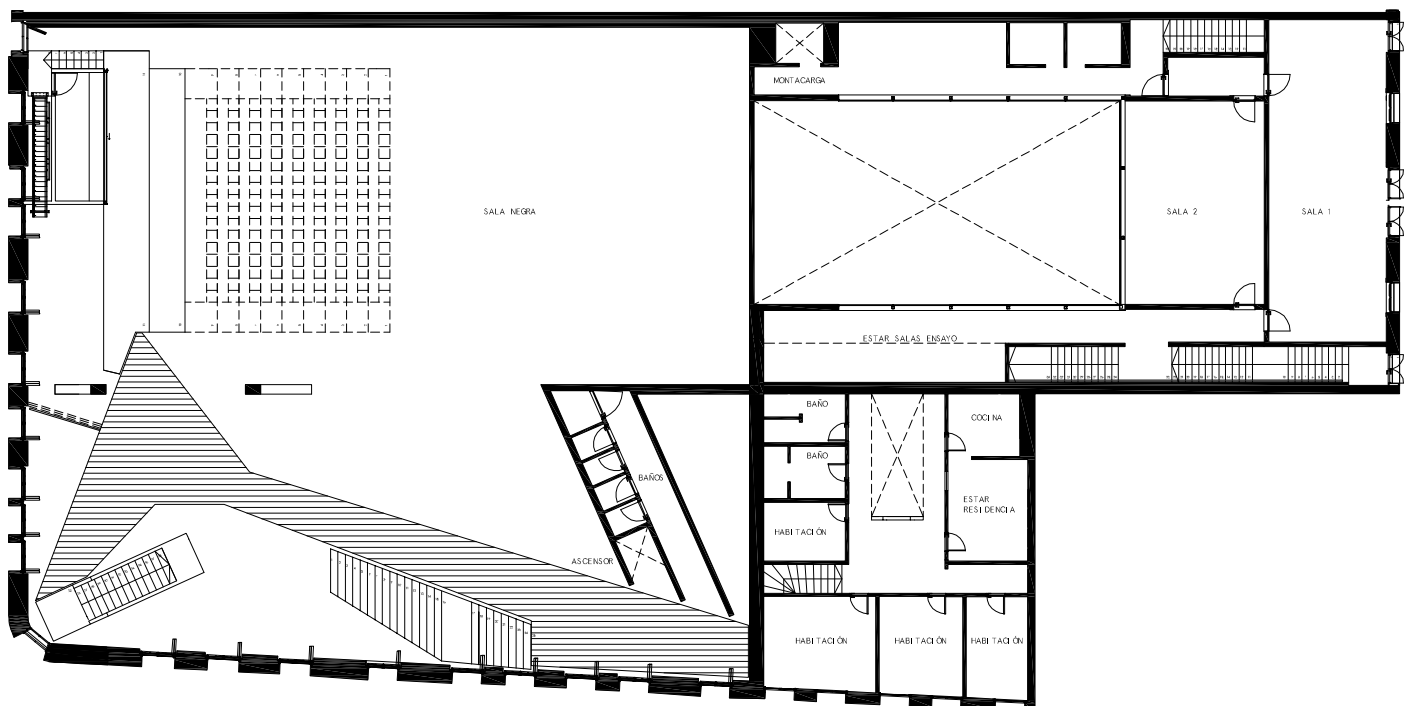 MONTACARGA
SALA NEGRA
SALA 2
SALA 1
ESTAR SALAS ENSAYO
BAÑO
COCINA
BAÑO
BAÑOS
ESTAR
RESIDENCIA
HABITACIÓN
ASCENSOR
HABITACIÓN
HABITACIÓN
HABITACIÓN